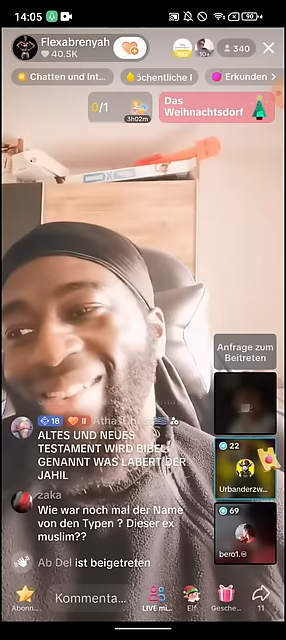 14:05
90
Flexabrenyah
40.5K
10+
340
Chatten und Int...
öchentliche
Erkunden
0/1
3h02m
Das
Weihnachtsdorf
Anfrage zum
Beitreten
18
II
ALTES UND NEUES
TESTAMENT WIRD BIBEL
GENANNT WAS LABERT DER
JAHIL
22
Urbanderzw...
zaka
Wie war noch mal der Name
von den Typen ? Dieser ex
muslim??
69
bero1.
Ab Del ist beigetreten
Abonn...
Kommenta...
LIVE mi...
Elf
Gesche...
11